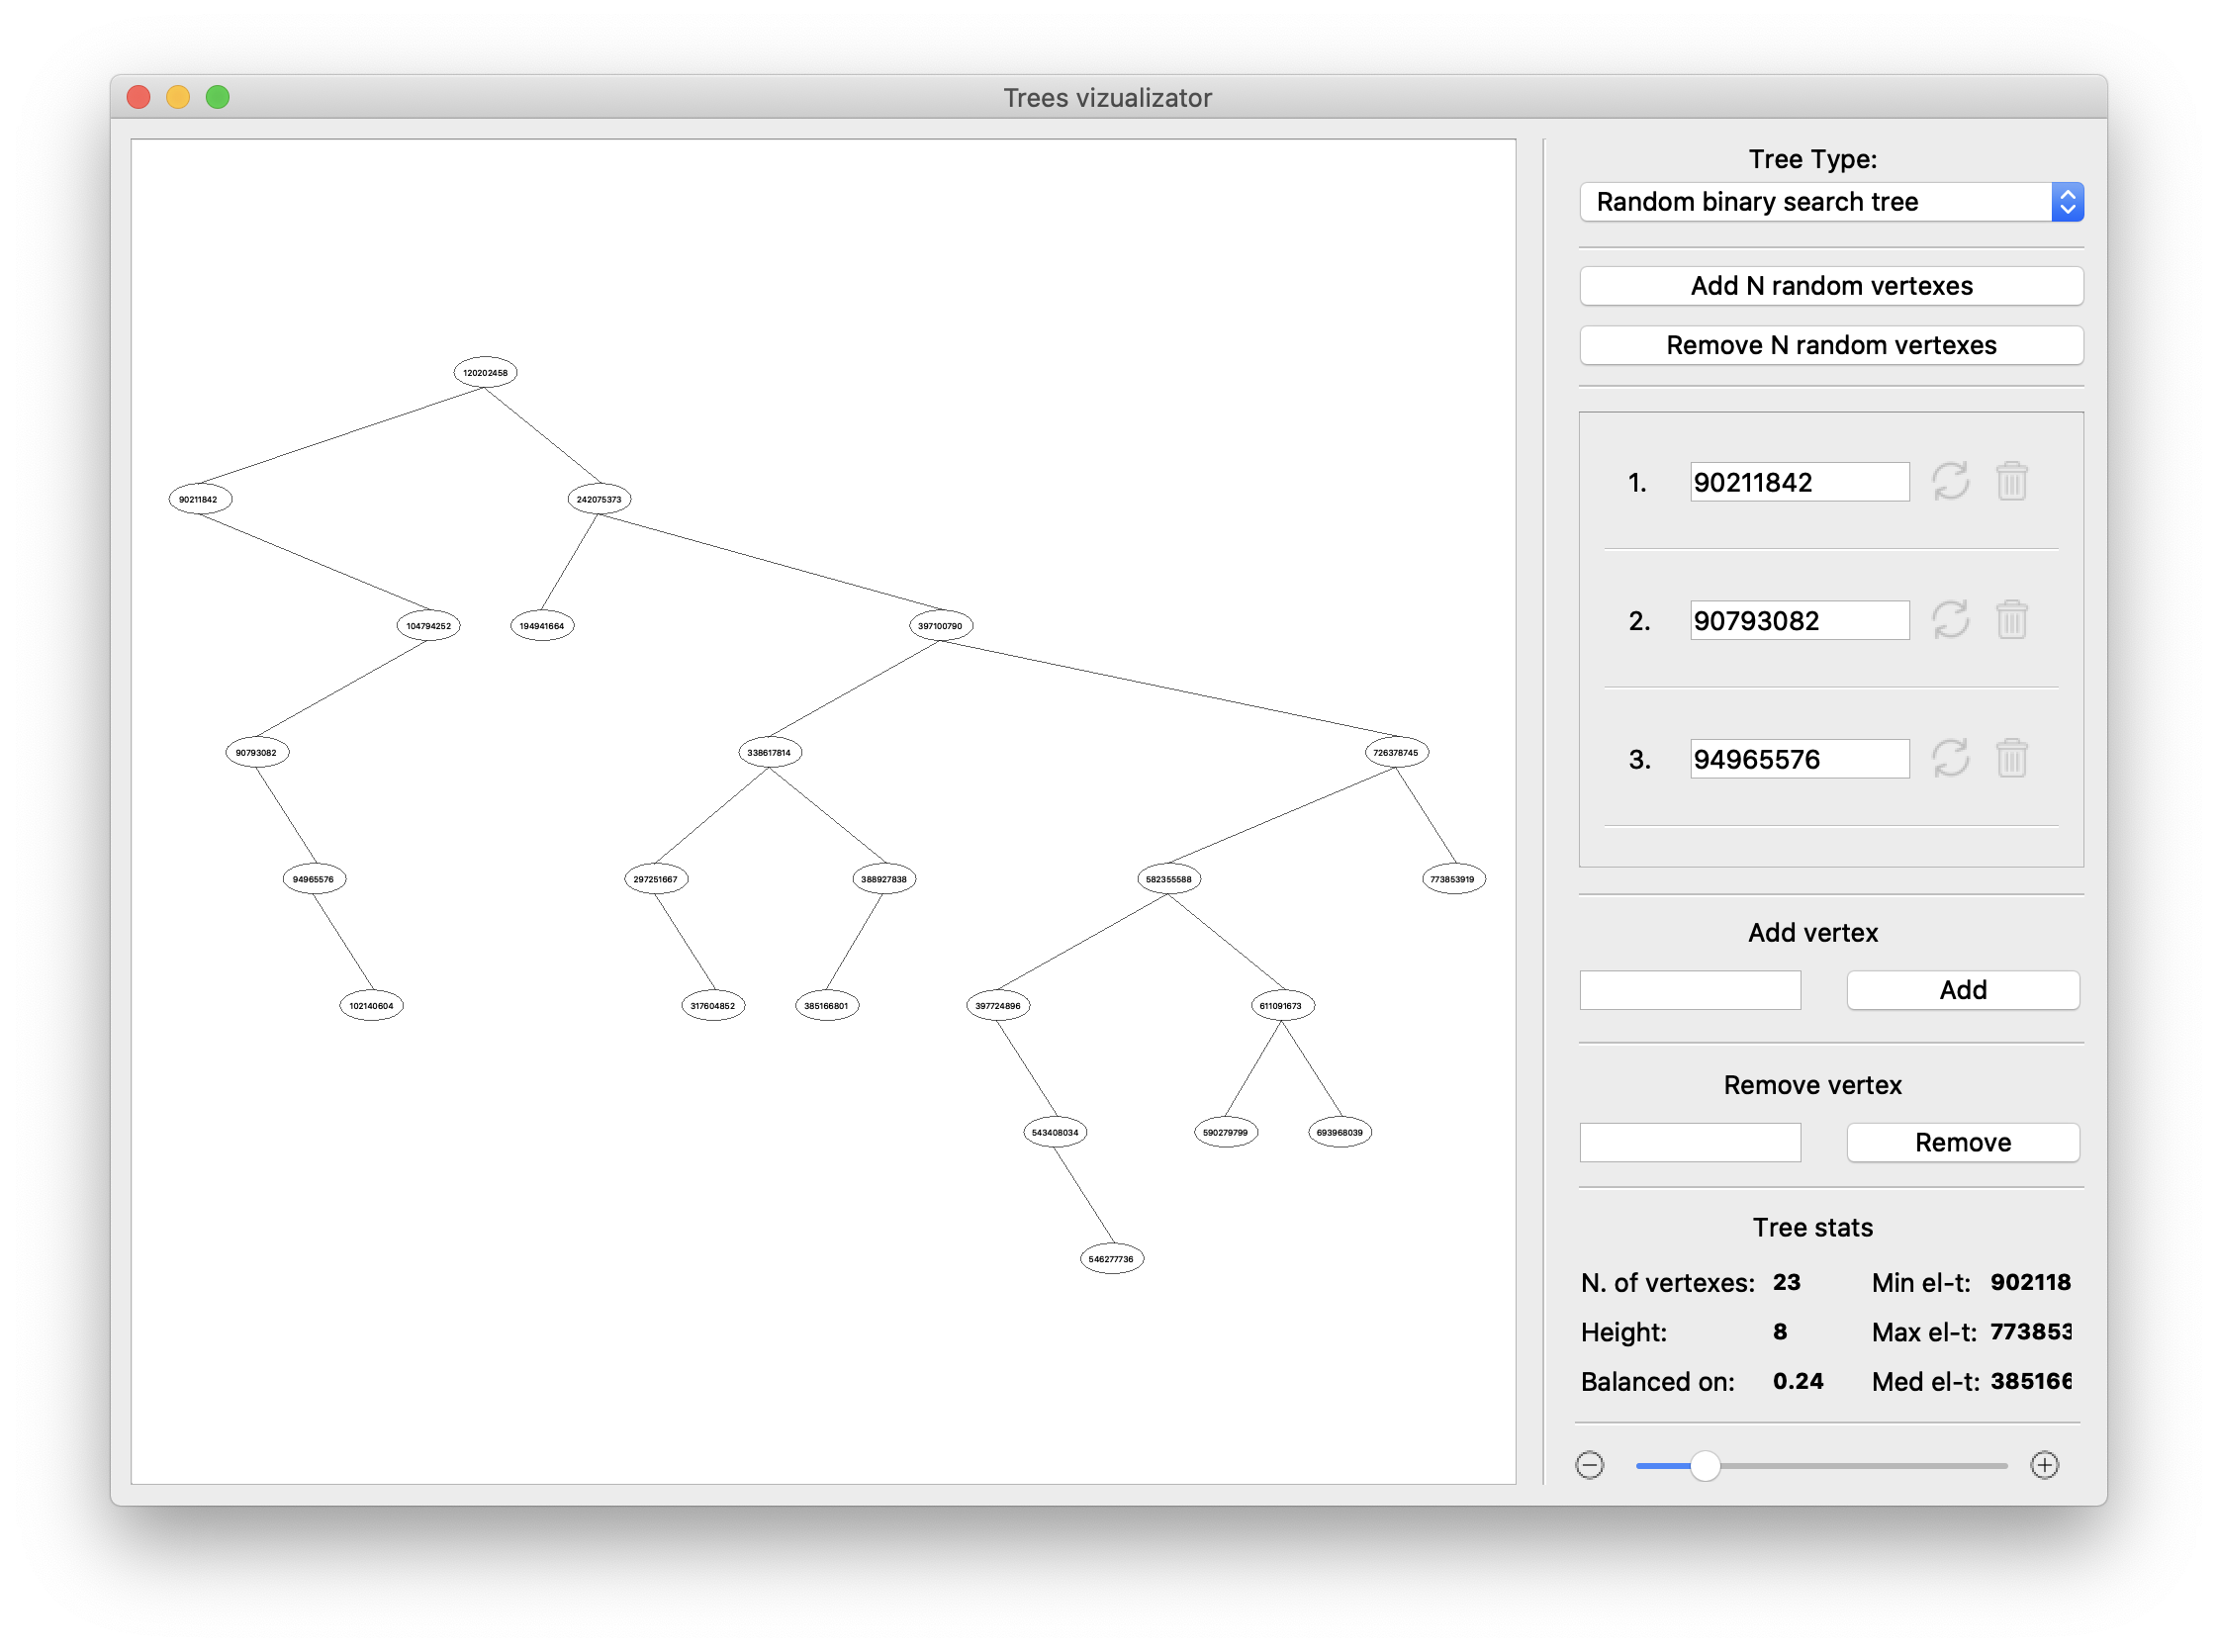 Trees vizualizator
120202458
90211842
242075373
104794252
194941664
397100790
90793082
338617814
726378745
94965576
297251667
388927838
582355588
773853919
102140604
317604852
385166801
397724896
611091673
543408034
590279799
693968039
546277736
Tree Type:
Random binary search tree
Add N random vertexes
Remove N random vertexes
1. 90211842
2. 90793082
3. 94965576
Add vertex
Add
Remove vertex
Remove
Tree stats
N. of vertexes: 23 Min el-t: 902118
Height: 8 Max el-t: 773853
Balanced on: 0.24 Med el-t: 385166